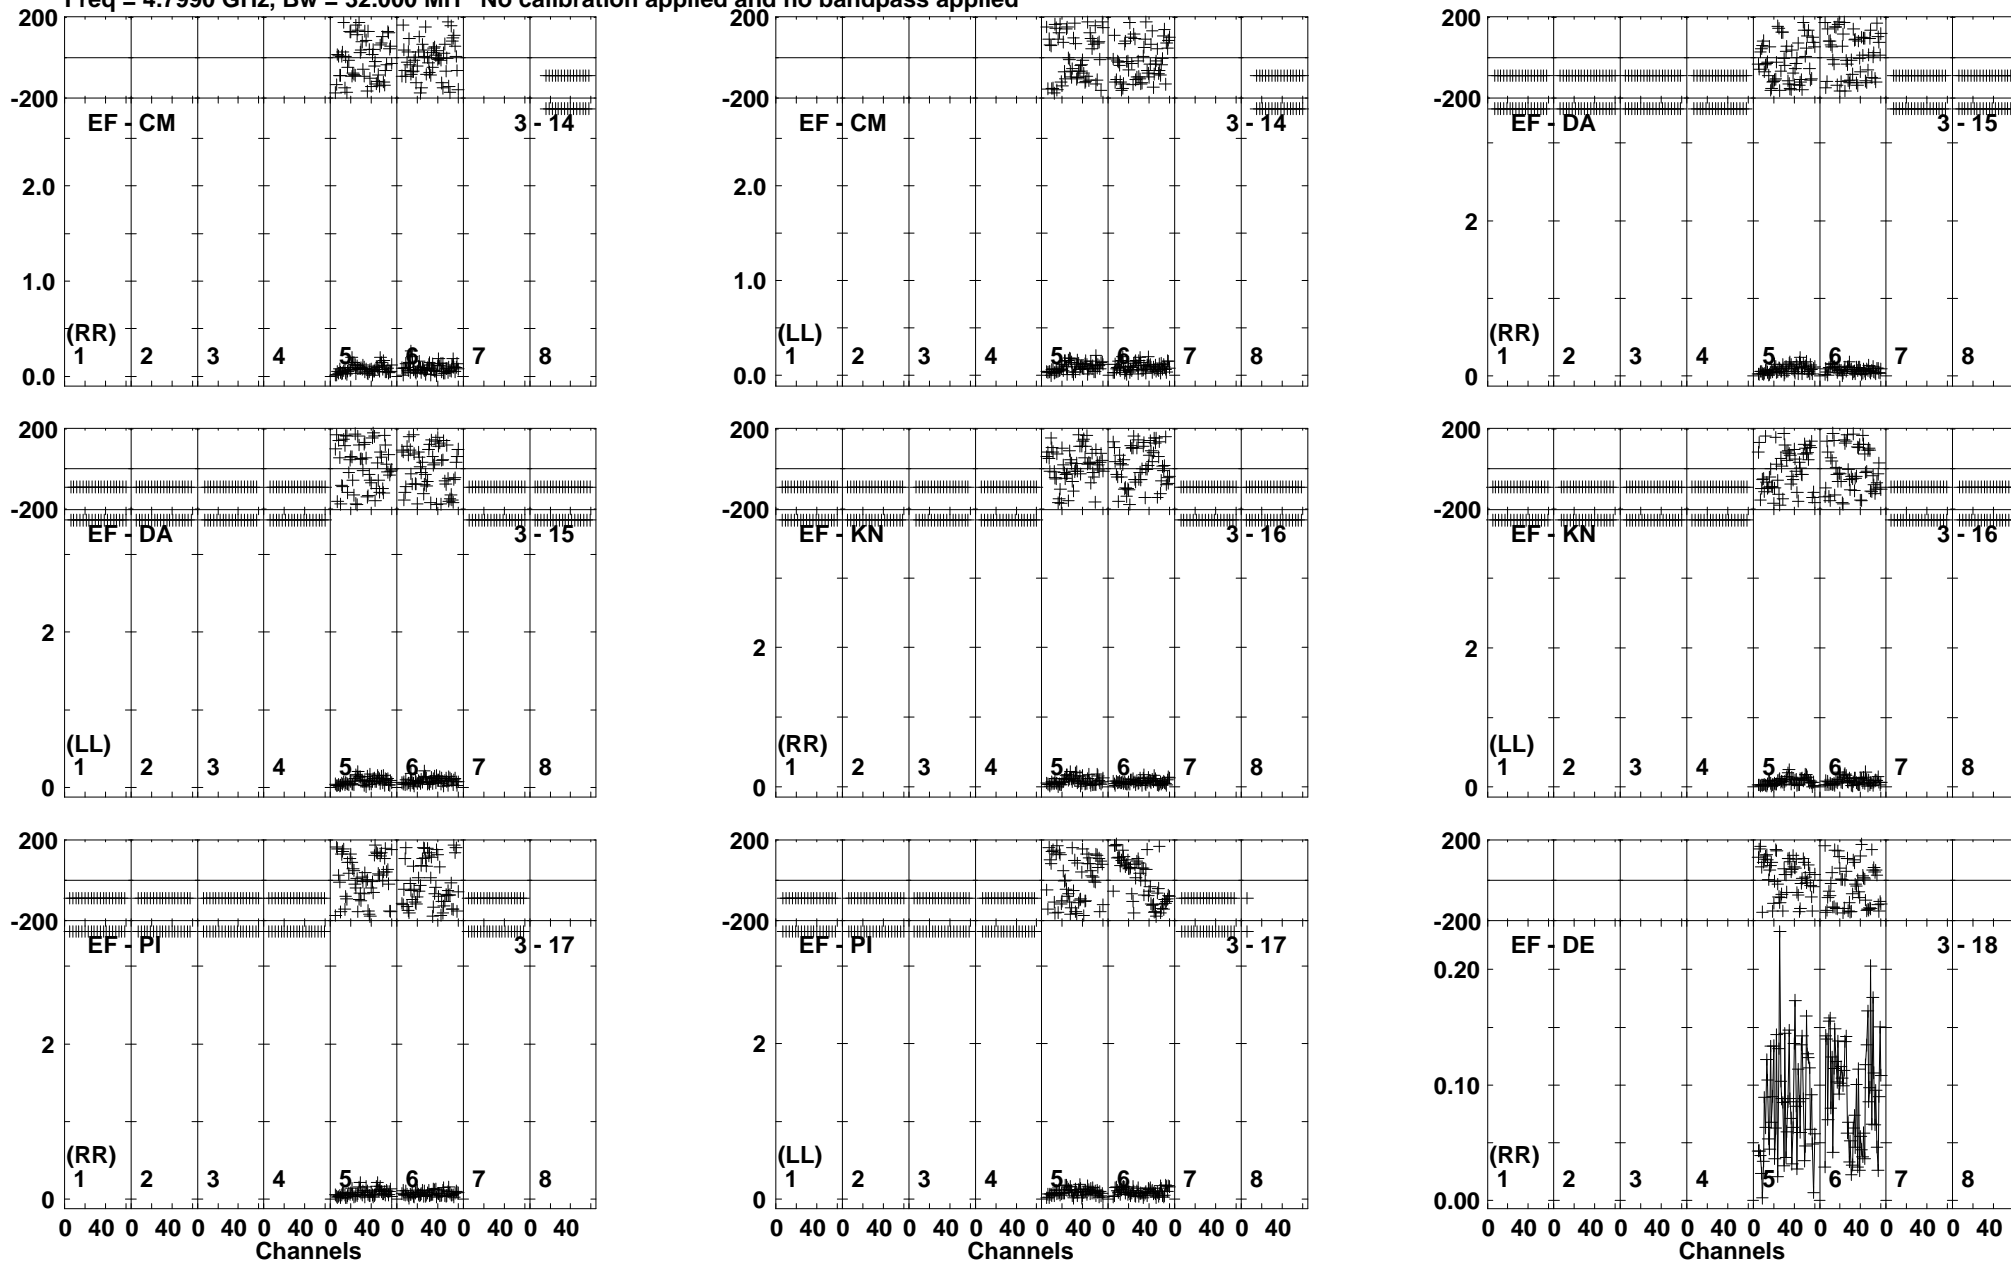 Freq = 4.7990 GHz, Bw = 32.000 MH No calibration applied and no bandpass applied
200 200 200
-200 -200 -200
EF - CM 3 - 14 EF - CM 3 - 14 EF - DA 3 - 15
2.0 2.0 2
1.0 1.0
(RR) (LL) (RR)
1 2 3 4 5 6 7 8 1 2 3 4 5 6 7 8 1 2 3 4 5 6 7 8
0.0 0.0 0
200 200 200
-200 -200 -200
EF - DA 3 - 15 EF - KN 3 - 16 EF - KN 3 - 16
2 2 2
(LL) (RR) (LL)
1 2 3 4 5 6 7 8 1 2 3 4 5 6 7 8 1 2 3 4 5 6 7 8
0 0 0
200 200 200
-200 -200 -200
EF - PI 3 - 17 EF - PI 3 - 17 EF - DE 3 - 18
0.20
2 2 0.10
(RR) (LL) (RR)
1 2 3 4 5 6 7 8 1 2 3 4 5 6 7 8 1 2 3 4 5 6 7 8
0 0 0.00
0 40 0 40 0 40 0 40 0 40 0 40 0 40 0 40 0 40 0 40 0 40 0 40 0 40 0 40 0 40 0 40 0 40 0 40 0 40 0 40 0 40 0 40 0 40 0 40
Channels Channels Channels